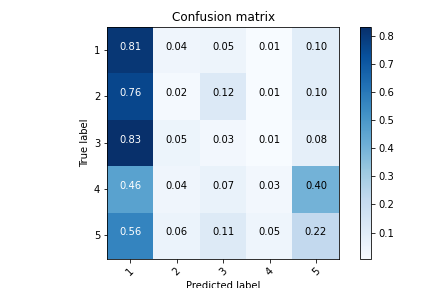 Confusion matrix
1 0.81 0.04 0.05 0.01 0.10
2 0.76 0.02 0.12 0.01 0.10
3 0.83 0.05 0.03 0.01 0.08
4 0.46 0.04 0.07 0.03 0.40
5 0.56 0.06 0.11 0.05 0.22
1 2 3 4 5
True label
Predicted label
0.8
0.7
0.6
0.5
0.4
0.3
0.2
0.1